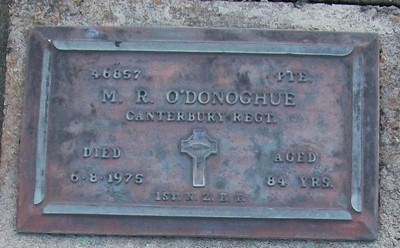 46857 PTE.
M. R. O'DONOGHUE
CANTERBURY REGT.
DIED AGED
6·8·1975 84 YRS.
1ST N. Z. E. F.